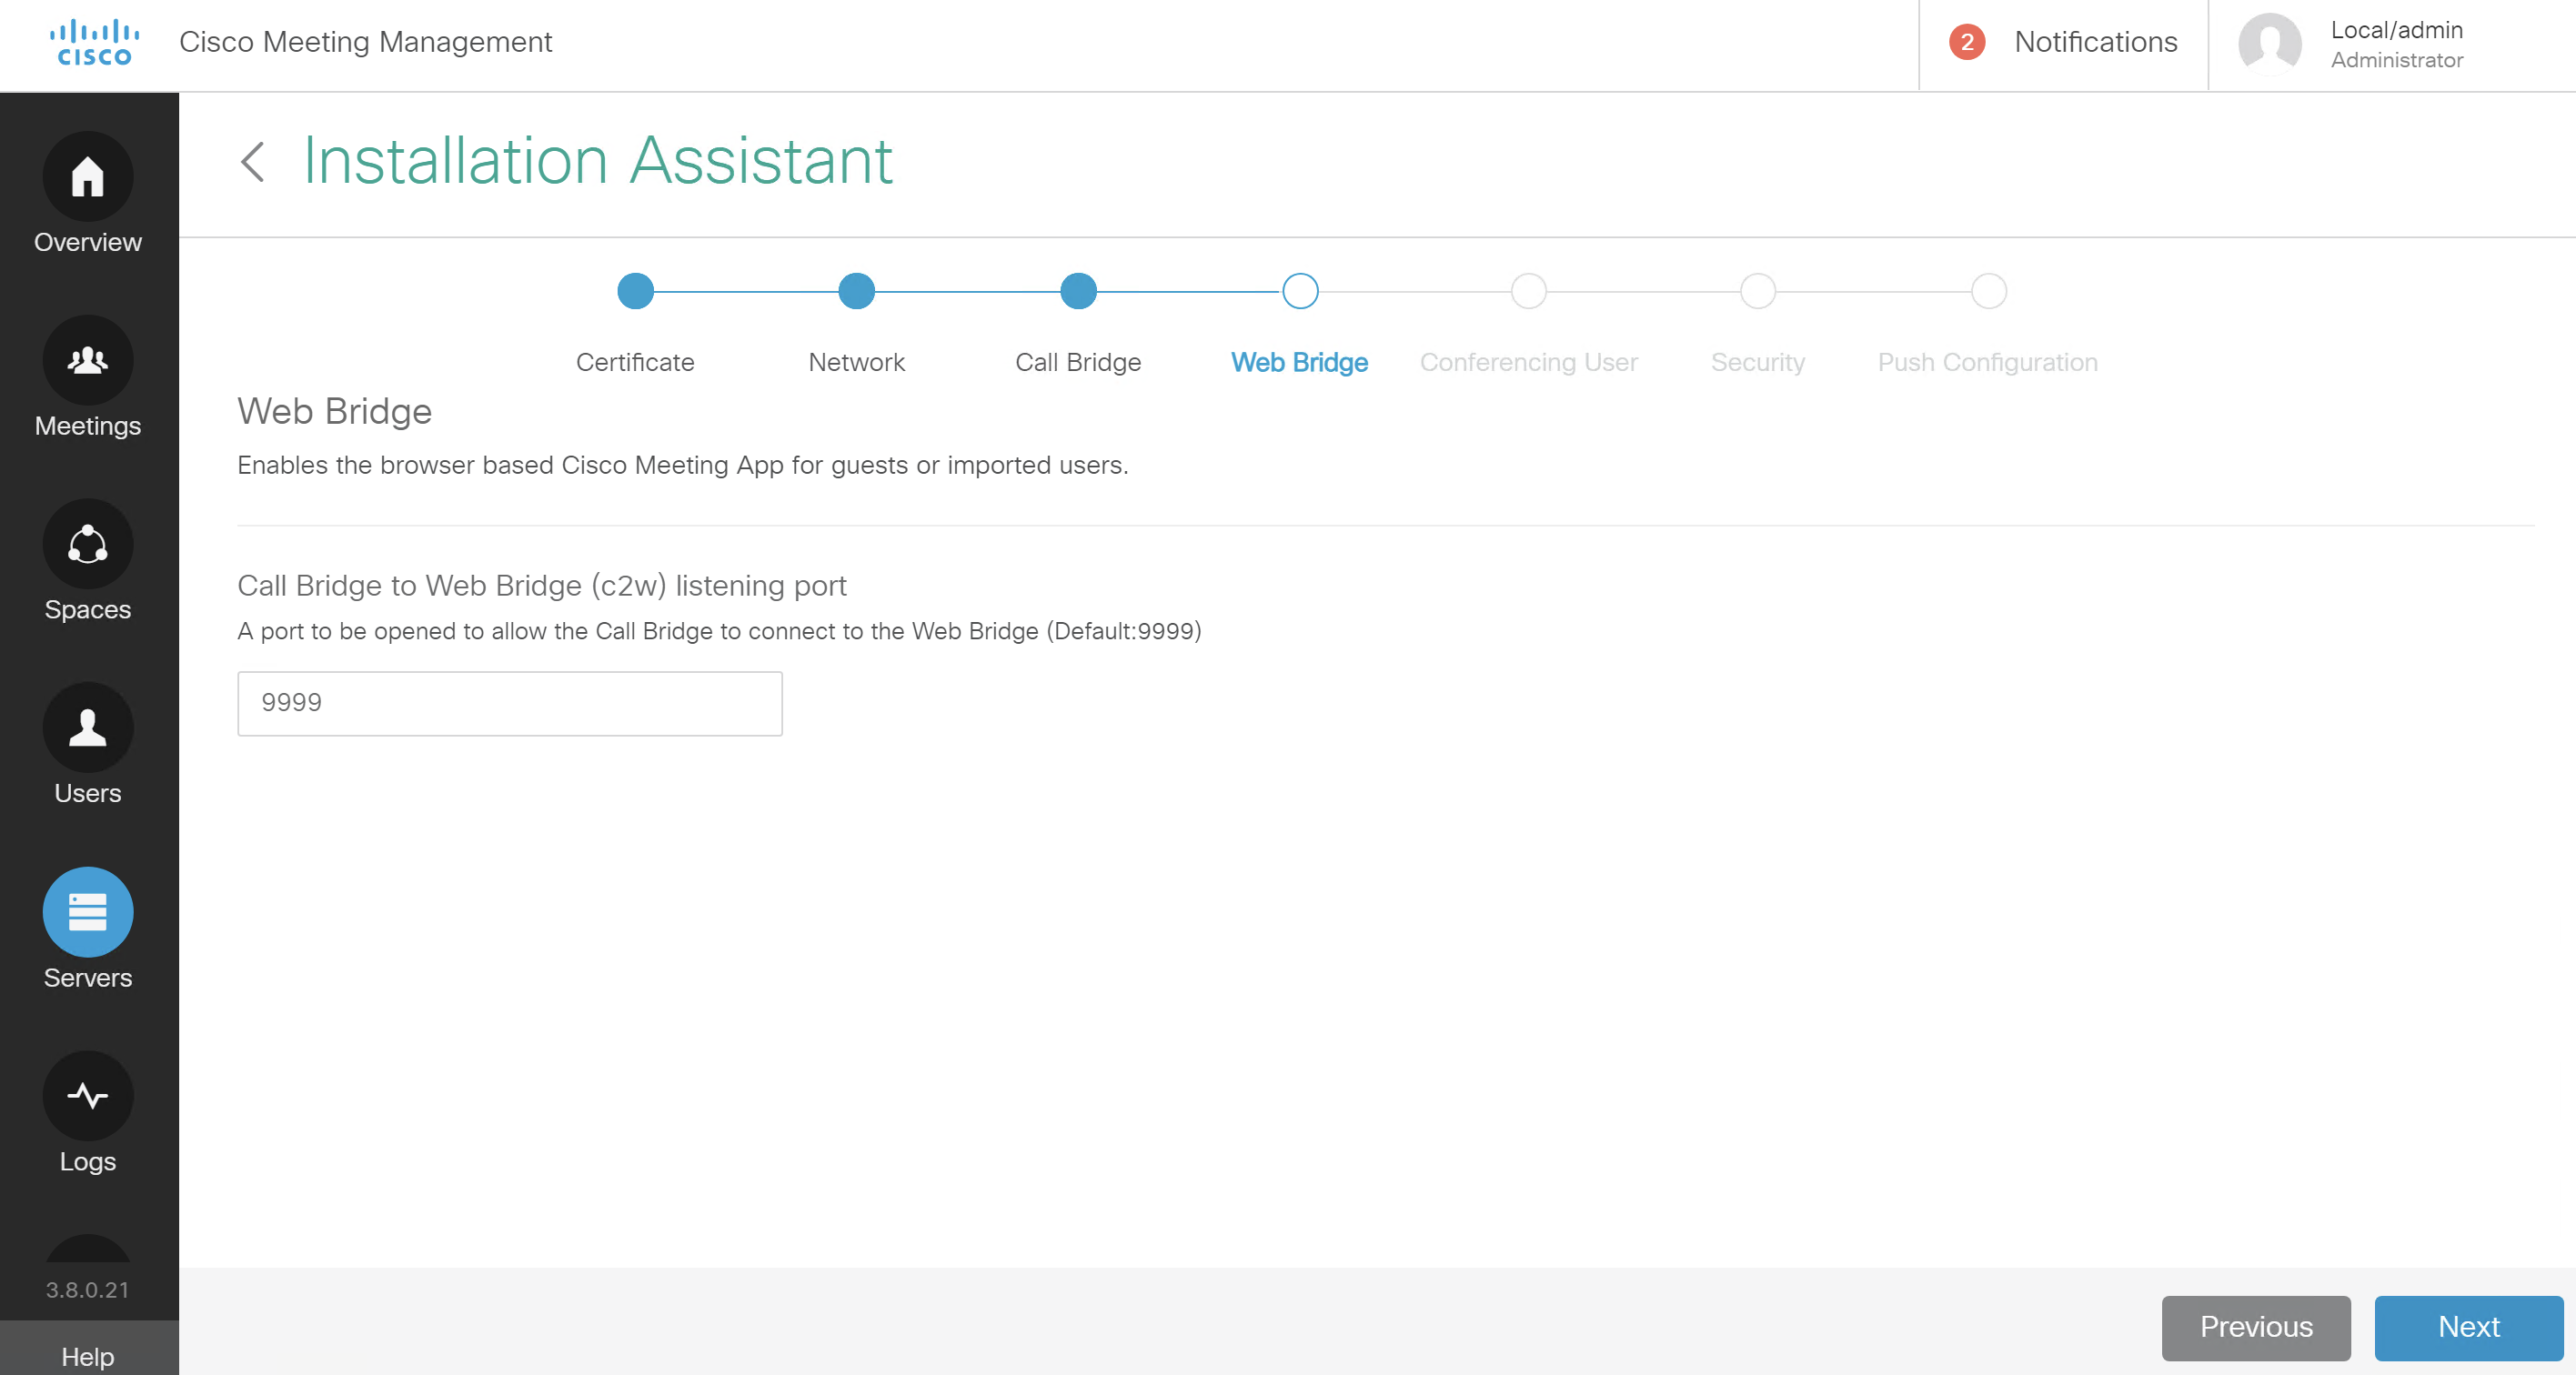 CISCO
Cisco Meeting Management
2
Notifications
Local/admin
Administrator
Overview
Meetings
Spaces
Users
Servers
Logs
3.8.0.21
Help
Installation Assistant
Certificate
Network
Call Bridge
Web Bridge
Conferencing User
Security
Push Configuration
Web Bridge
Enables the browser based Cisco Meeting App for guests or imported users.
Call Bridge to Web Bridge (c2w) listening port
A port to be opened to allow the Call Bridge to connect to the Web Bridge (Default:9999)
9999
Previous
Next